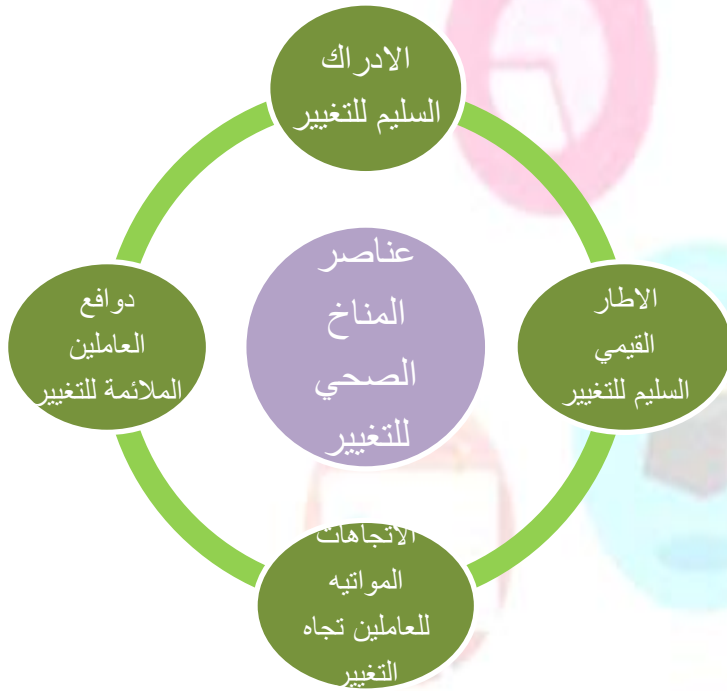 الادراك
السليم للتغيير
عناصر
المناخ
الصحي
للتغيير
الاطار
القيمي
السليم للتغيير
الاتجاهات
المواتيه
للعاملين تجاه
التغيير
دوافع
العاملين
الملائمة للتغيير